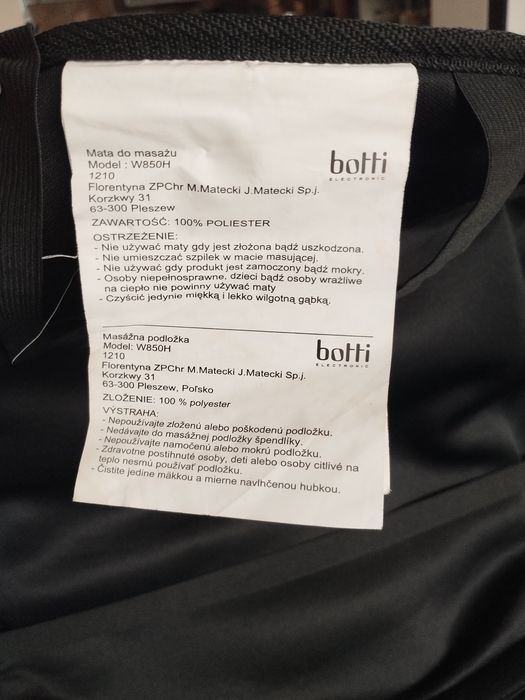 Mata do masażu
Model : W850H
1210
Florentyna ZPChr M.Matecki J.Matecki Sp.j.
Korzkwy 31
63-300 Pleszew
botti
ELECTRONIC
ZAWARTOŚĆ: 100% POLIESTER
OSTRZEŻENIE:
- Nie używać maty gdy jest złożona bądź uszkodzona.
- Nie umieszczać szpilek w macie masującej.
- Nie używać gdy produkt jest zamoczony bądź mokry.
- Osoby niepełnosprawne, dzieci bądź osoby wrażliwe
na ciepło nie powinny używać maty
- Czyścić jedynie miękką i lekko wilgotną gąbką.
Masážna podložka
Model: W850H
1210
Florentyna ZPChr M.Matecki J.Matecki Sp.j.
Korzkwy 31
63-300 Pleszew, Poľsko
botti
ELECTRONIC
ZLOŽENIE: 100 % polyester
VÝSTRAHA:
- Nepoužívajte zloženú alebo poškodenú podložku.
- Nedávajte do masážnej podložky špendlíky.
- Nepoužívajte namočenú alebo mokrú podložku.
- Zdravotne postihnuté osoby, deti alebo osoby citlivé na
teplo nesmú používať podložku.
- Čistite jedine mäkkou a mierne navlhčenou hubkou.